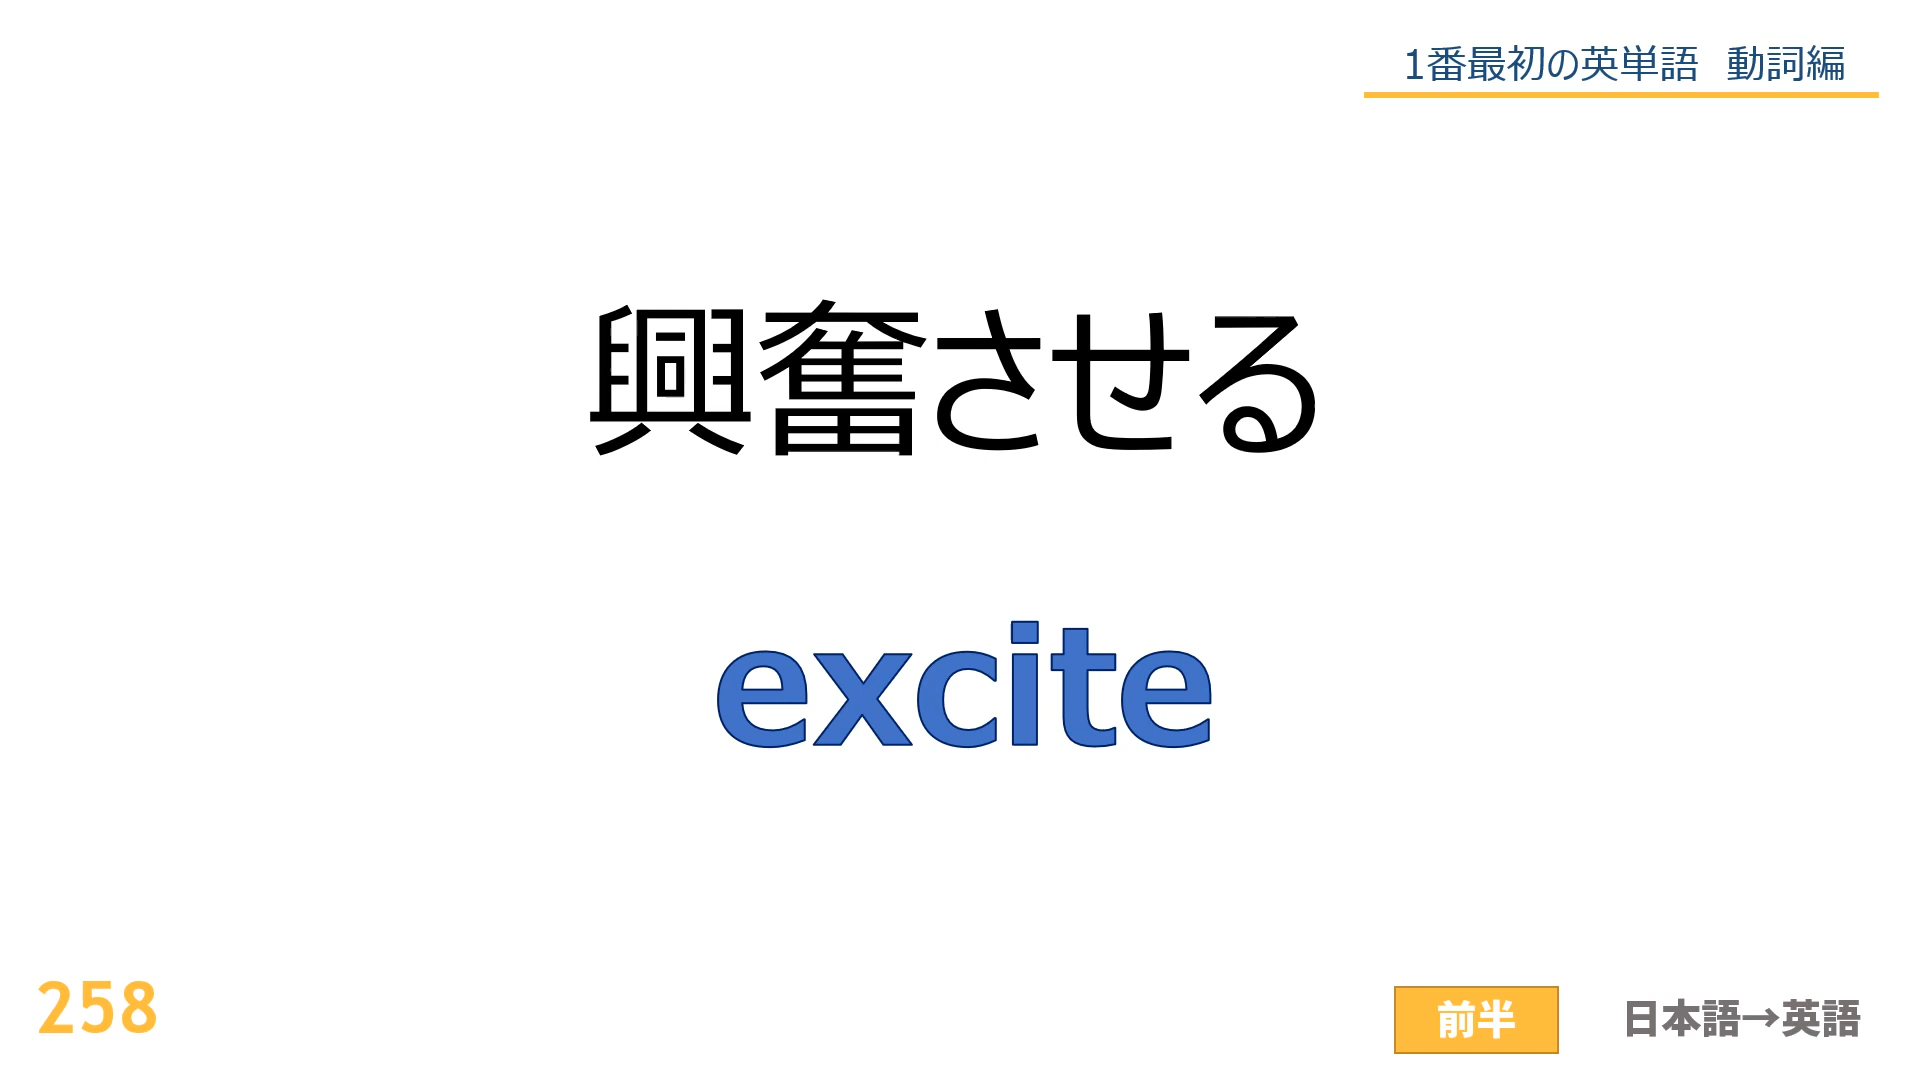 1番最初の英単語　動詞編
興奮させる
excite
258
前半
日本語→英語